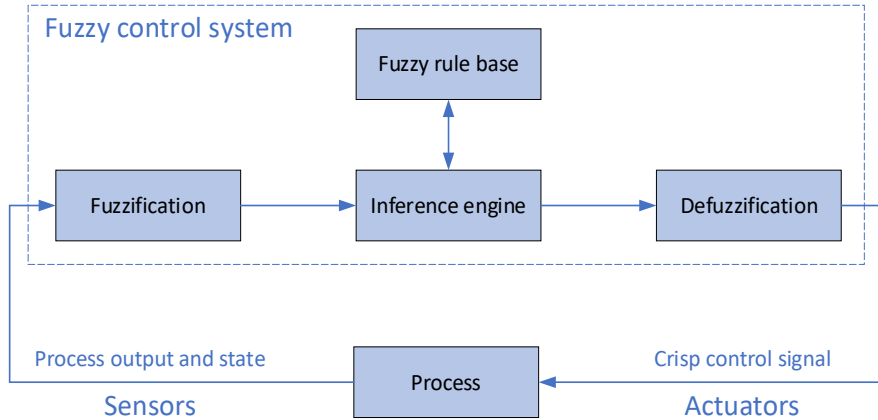 Fuzzy control system
Fuzzy rule base
Fuzzification
Inference engine
Defuzzification
Process output and state
Process
Crisp control signal
Sensors
Actuators